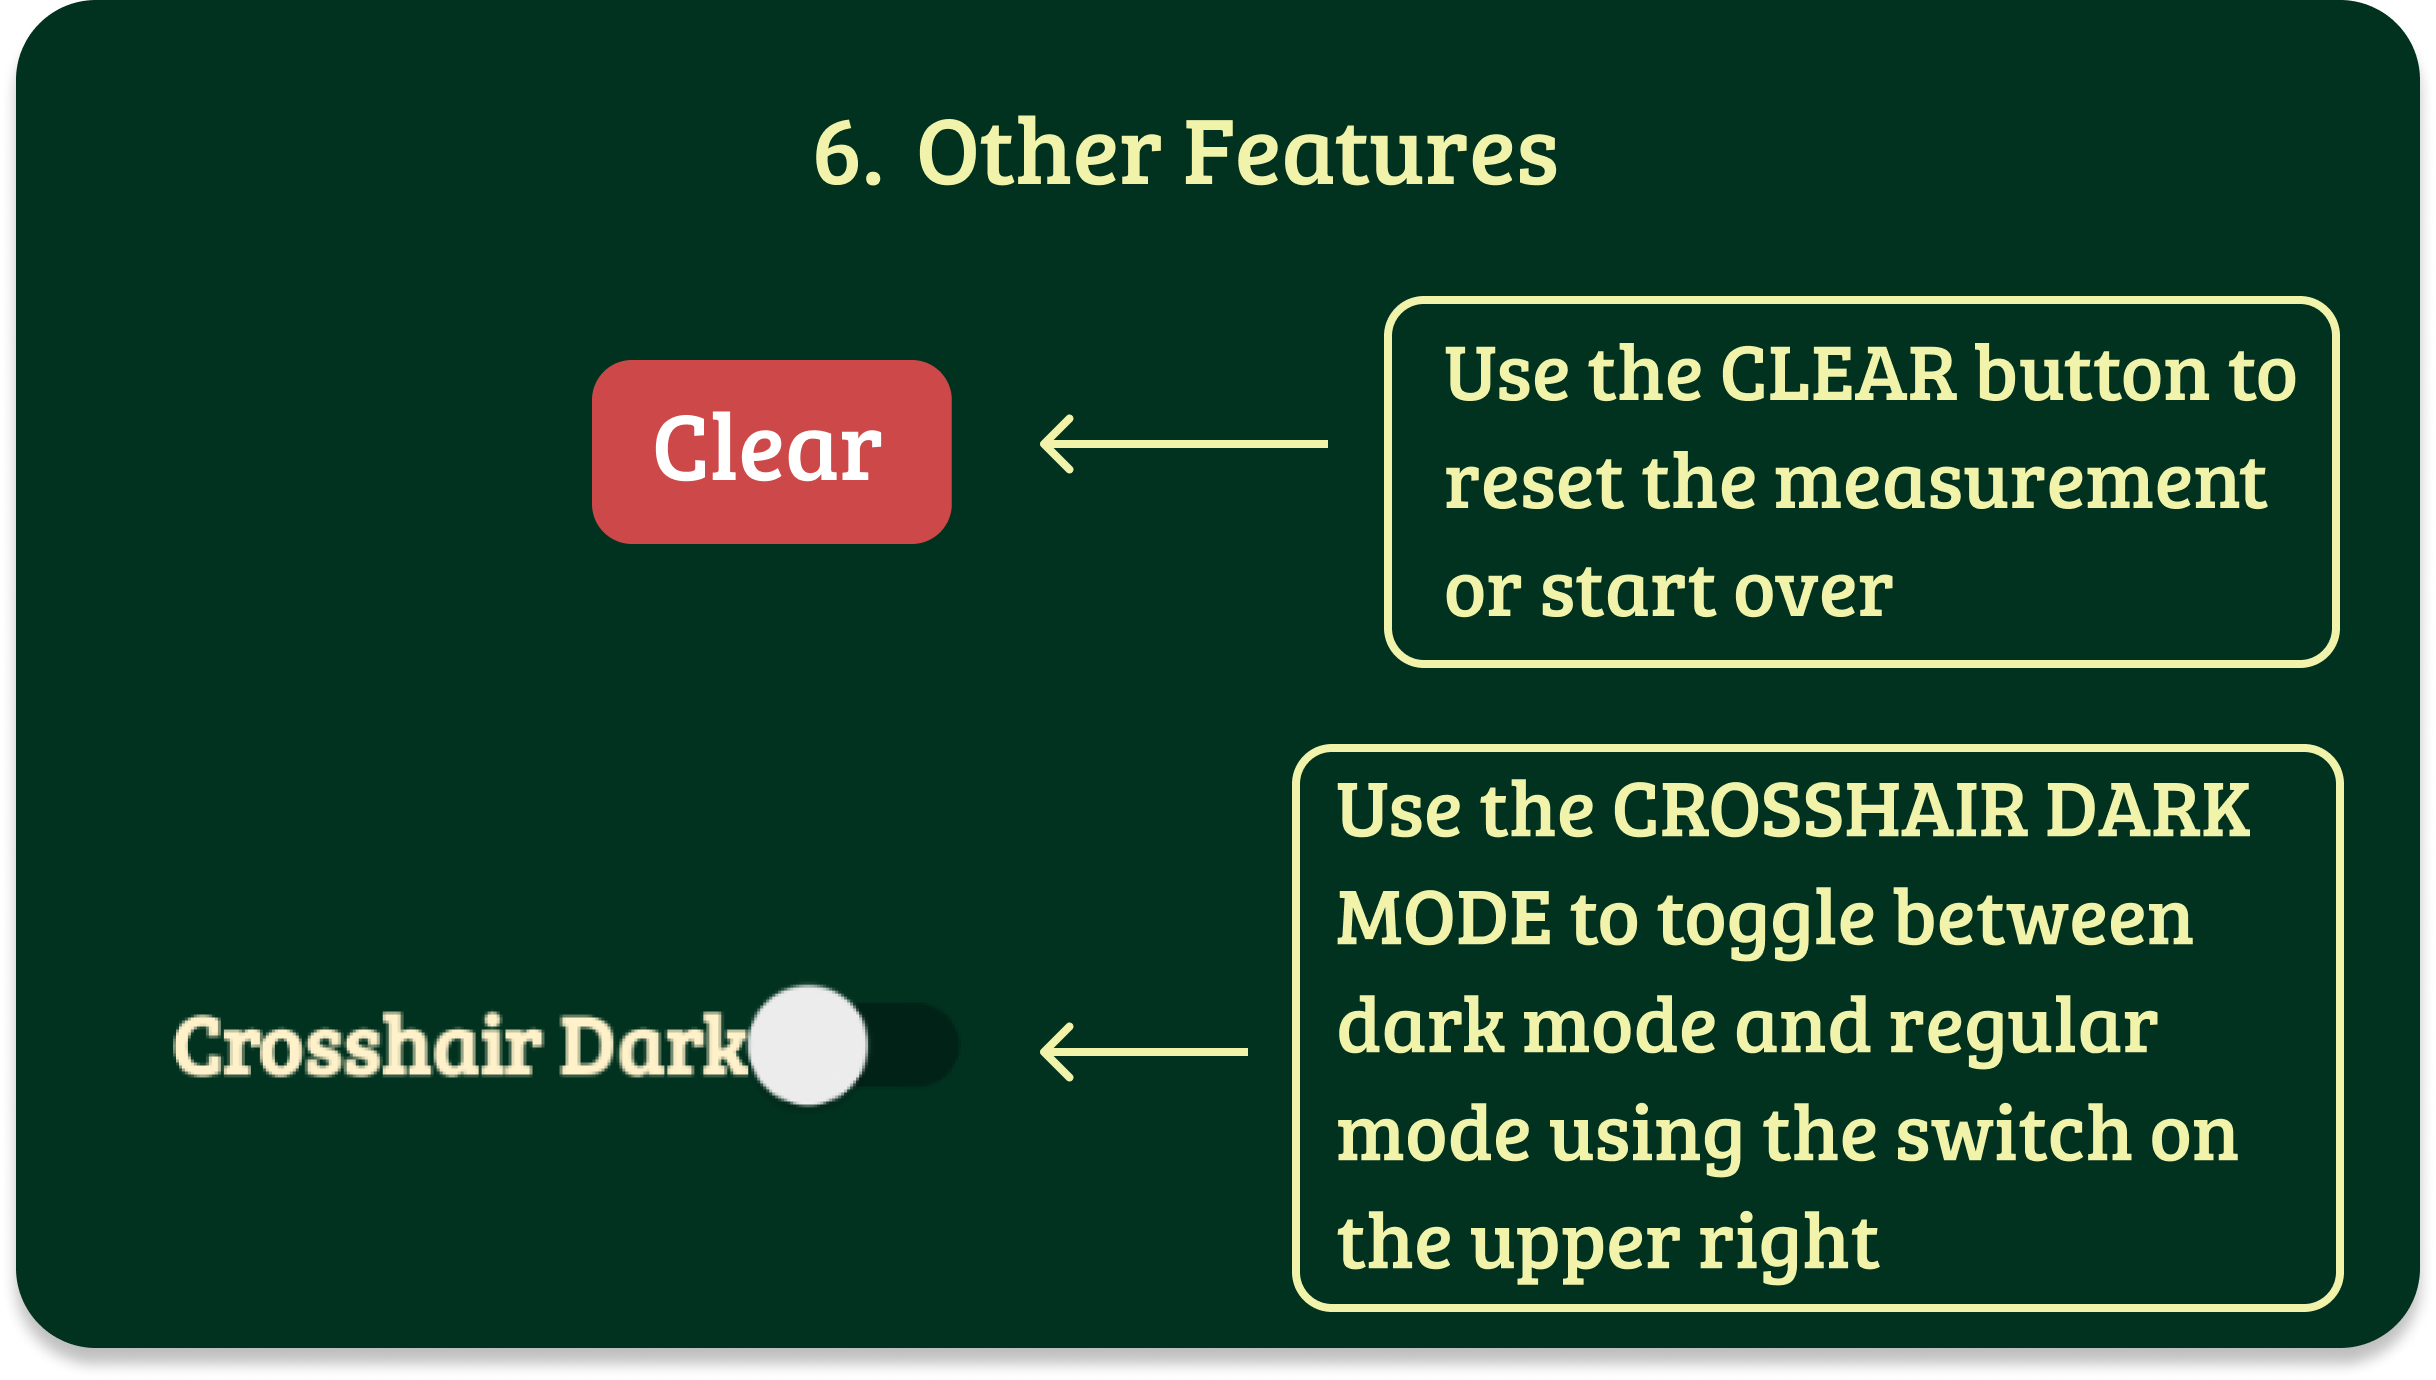 6. Other Features
Clear
Use the CLEAR button to
reset the measurement
or start over
Crosshair Dark
Use the CROSSHAIR DARK
MODE to toggle between
dark mode and regular
mode using the switch on
the upper right